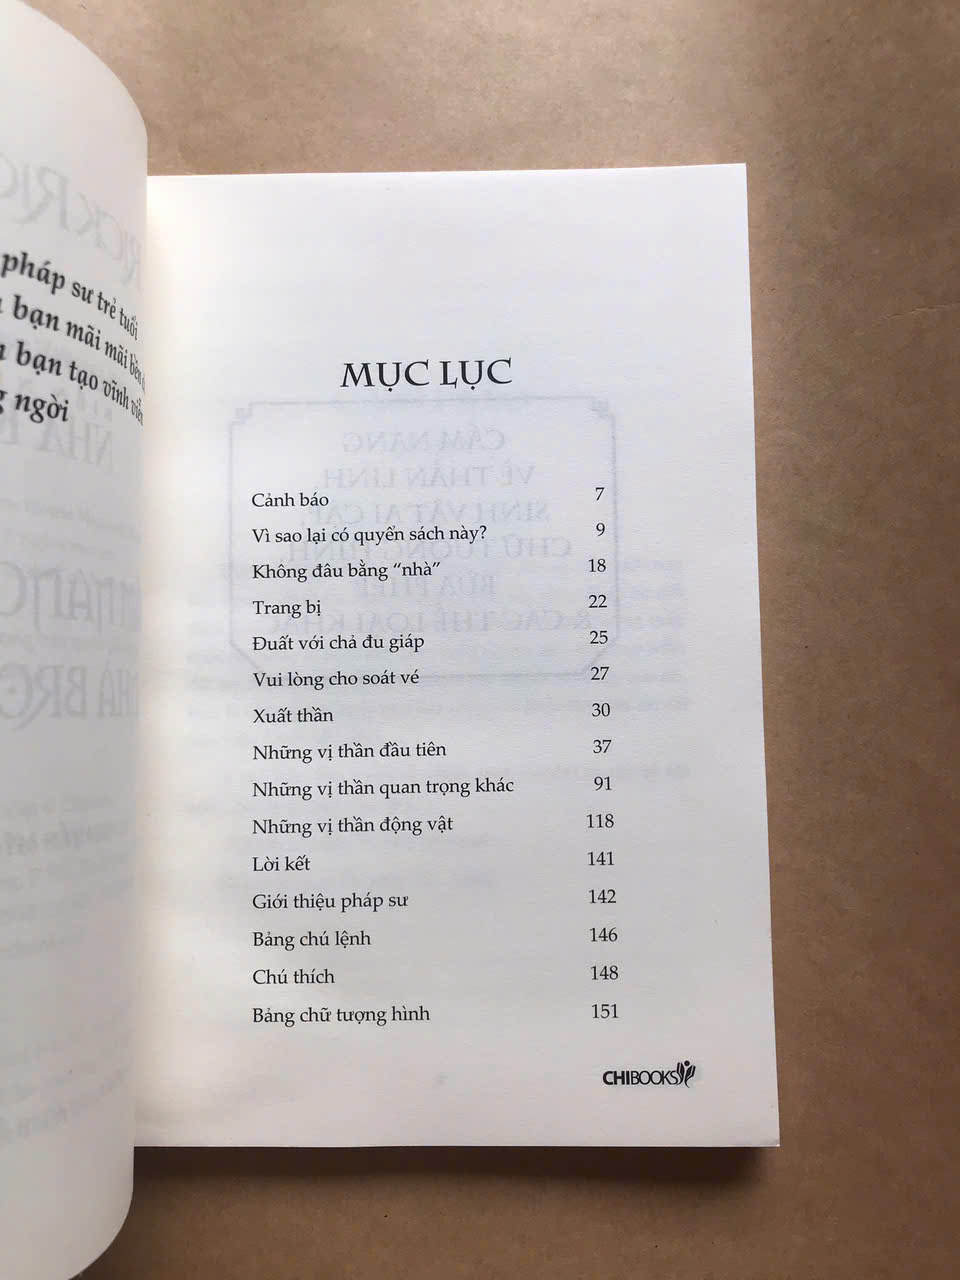 pháp sư trẻ tuổi
bạn mãi mãi bền
bạn tạo vĩnh viễn
ngời
MỤC LỤC
Cảnh báo 7
Vì sao lại có quyển sách này? 9
Không đâu bằng “nhà” 18
Trang bị 22
Đuất với chả đu giáp 25
Vui lòng cho soát vé 27
Xuất thần 30
Những vị thần đầu tiên 37
Những vị thần quan trọng khác 91
Những vị thần động vật 118
Lời kết 141
Giới thiệu pháp sư 142
Bảng chú lệnh 146
Chú thích 148
Bảng chữ tượng hình 151
CHIBOOKS